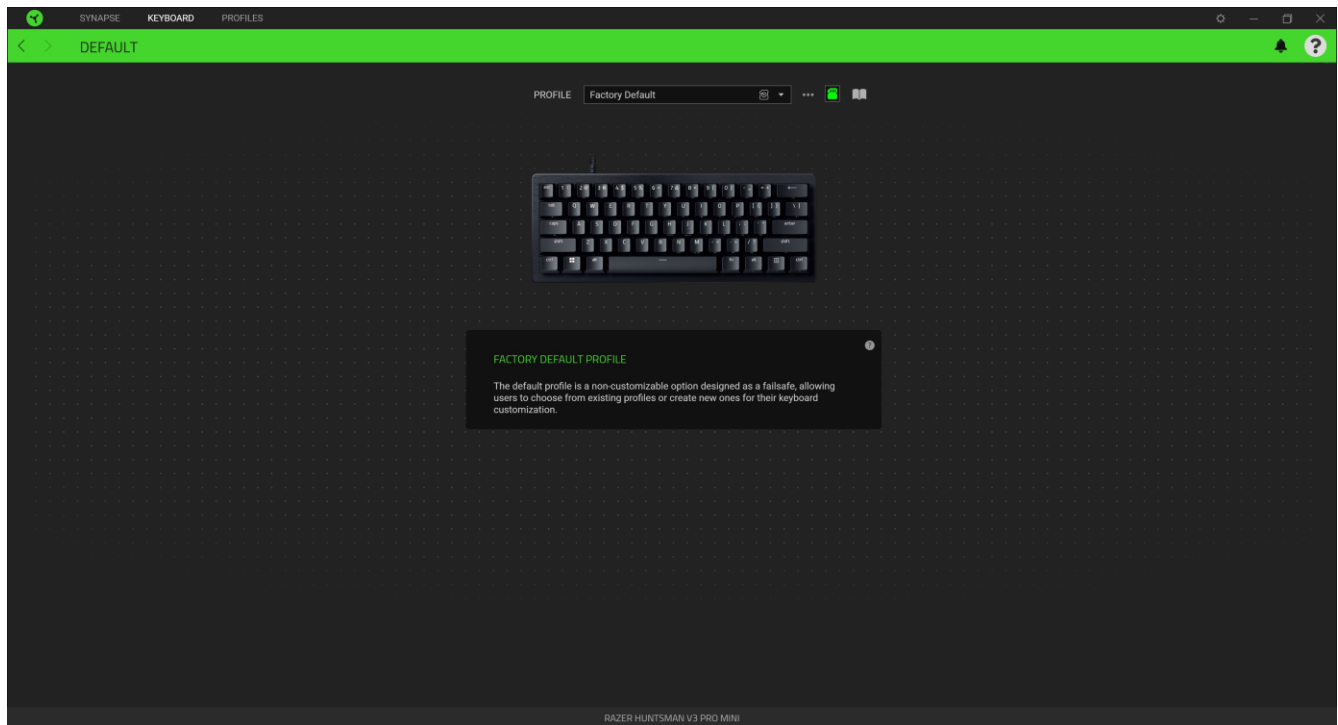 SYNAPSE KEYBOARD PROFILES
DEFAULT
PROFILE Factory Default
FACTORY DEFAULT PROFILE
The default profile is a non-customizable option designed as a failsafe, allowing
users to choose from existing profiles or create new ones for their keyboard
customization.
RAZER HUNTSMAN V3 PRO MINI